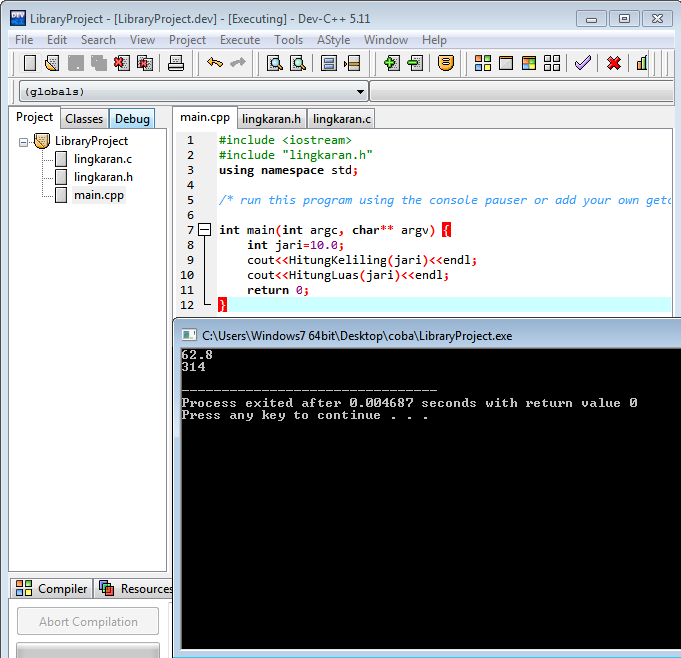 LibraryProject - [LibraryProject.dev] - [Executing] - Dev-C++ 5.11
File Edit Search View Project Execute Tools AStyle Window Help
(globals)
Project Classes Debug
LibraryProject
lingkaran.c
lingkaran.h
main.cpp
main.cpp lingkaran.h lingkaran.c
1 #include <iostream>
2 #include "lingkaran.h"
3 using namespace std;
4
5 /* run this program using the console pauser or add your own getc
6
7 int main(int argc, char** argv) {
8 int jari=10.0;
9 cout<<HitungKeliling(jari)<<endl;
10 cout<<HitungLuas(jari)<<endl;
11 return 0;
12 }
C:\Users\Windows7 64bit\Desktop\coba\LibraryProject.exe
62.8
314
--------------------------------
Process exited after 0.004687 seconds with return value 0
Press any key to continue . . .
Compiler Resources
Abort Compilation